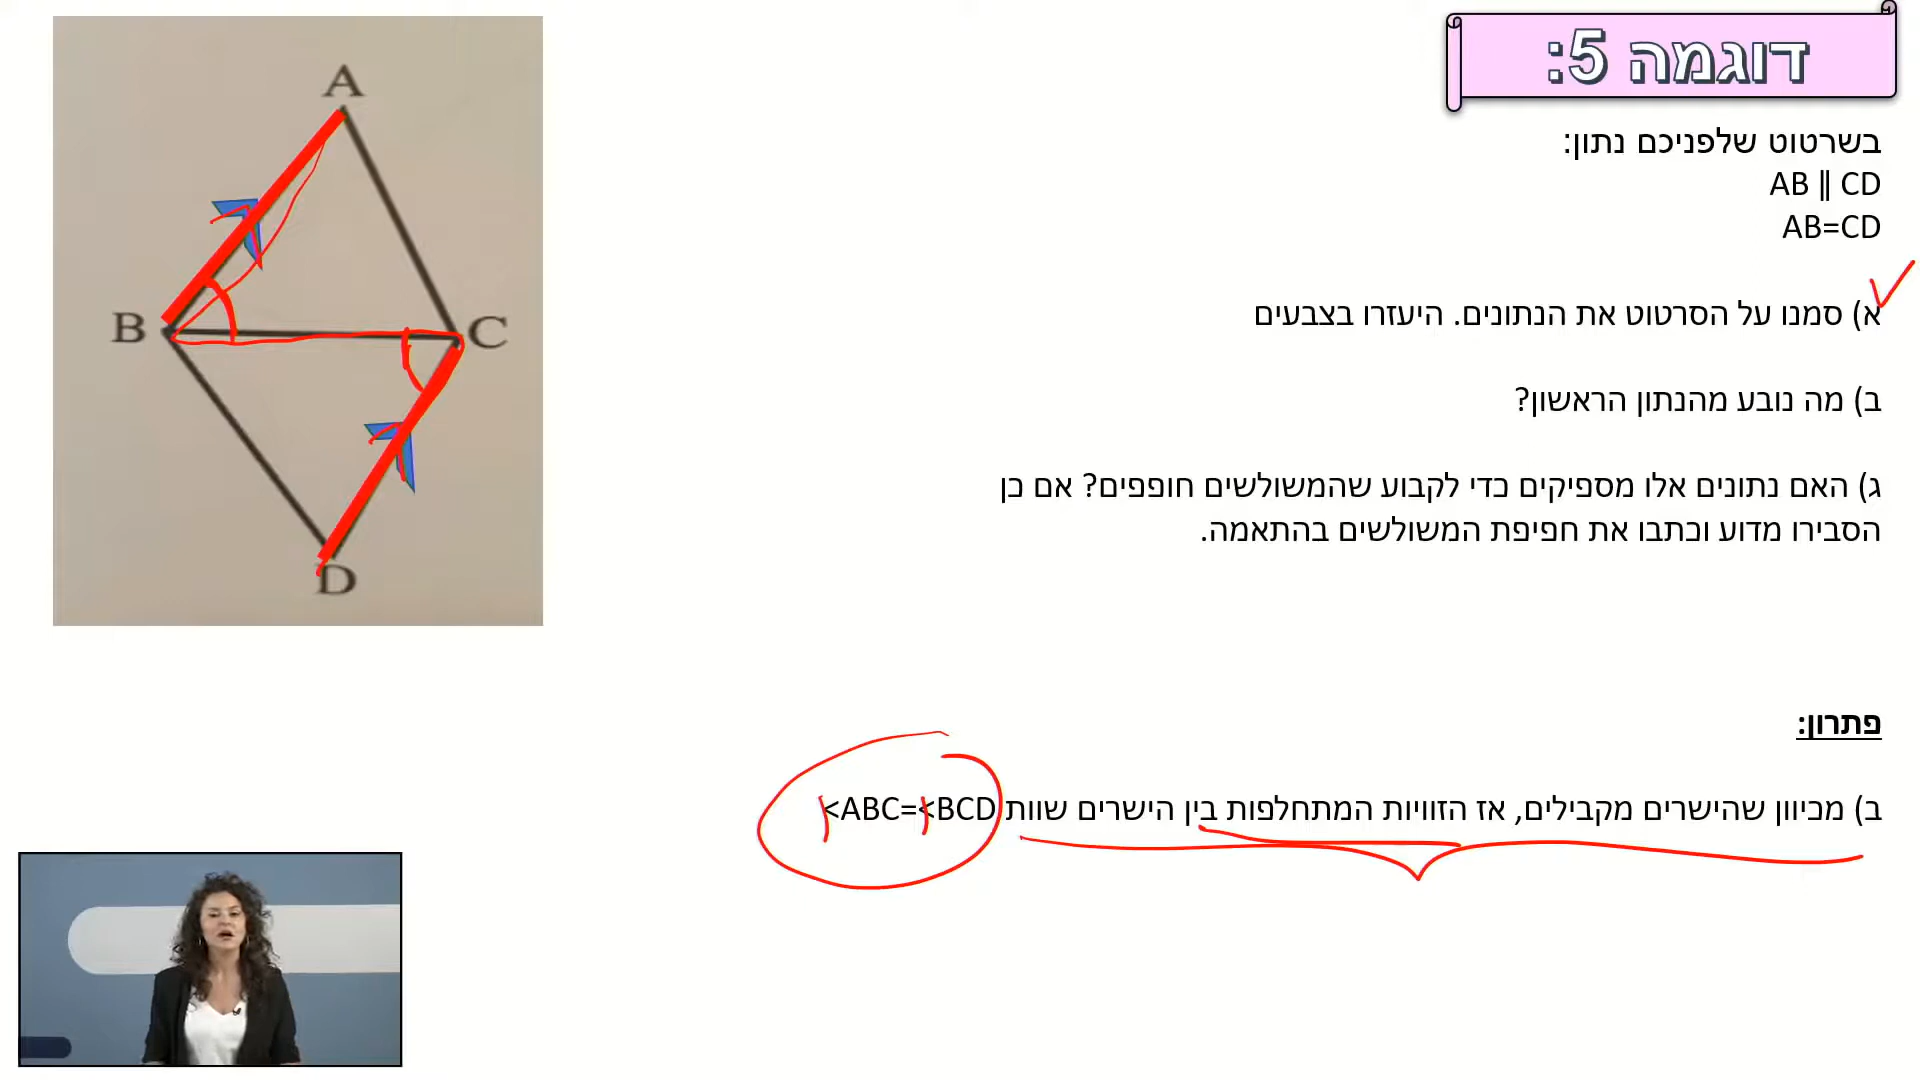 דוגמה 5:
בשרטוט שלפניכם נתון:
AB ∥ CD
AB=CD
א) סמנו על הסרטוט את הנתונים. היעזרו בצבעים
ב) מה נובע מהנתון הראשון?
ג) האם נתונים אלו מספיקים כדי לקבוע שהמשולשים חופפים? אם כן
הסבירו מדוע וכתבו את חפיפת המשולשים בהתאמה.
פתרון:
ב) מכיוון שהישרים מקבילים, אז הזוויות המתחלפות בין הישרים שוות <ABC=<BCD
A
B
C
D